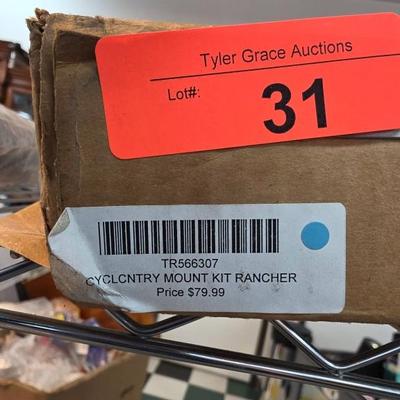 Tyler Grace Auctions
Lot#: 31
TR566307
CYCLCNTRY MOUNT KIT RANCHER
Price $79.99